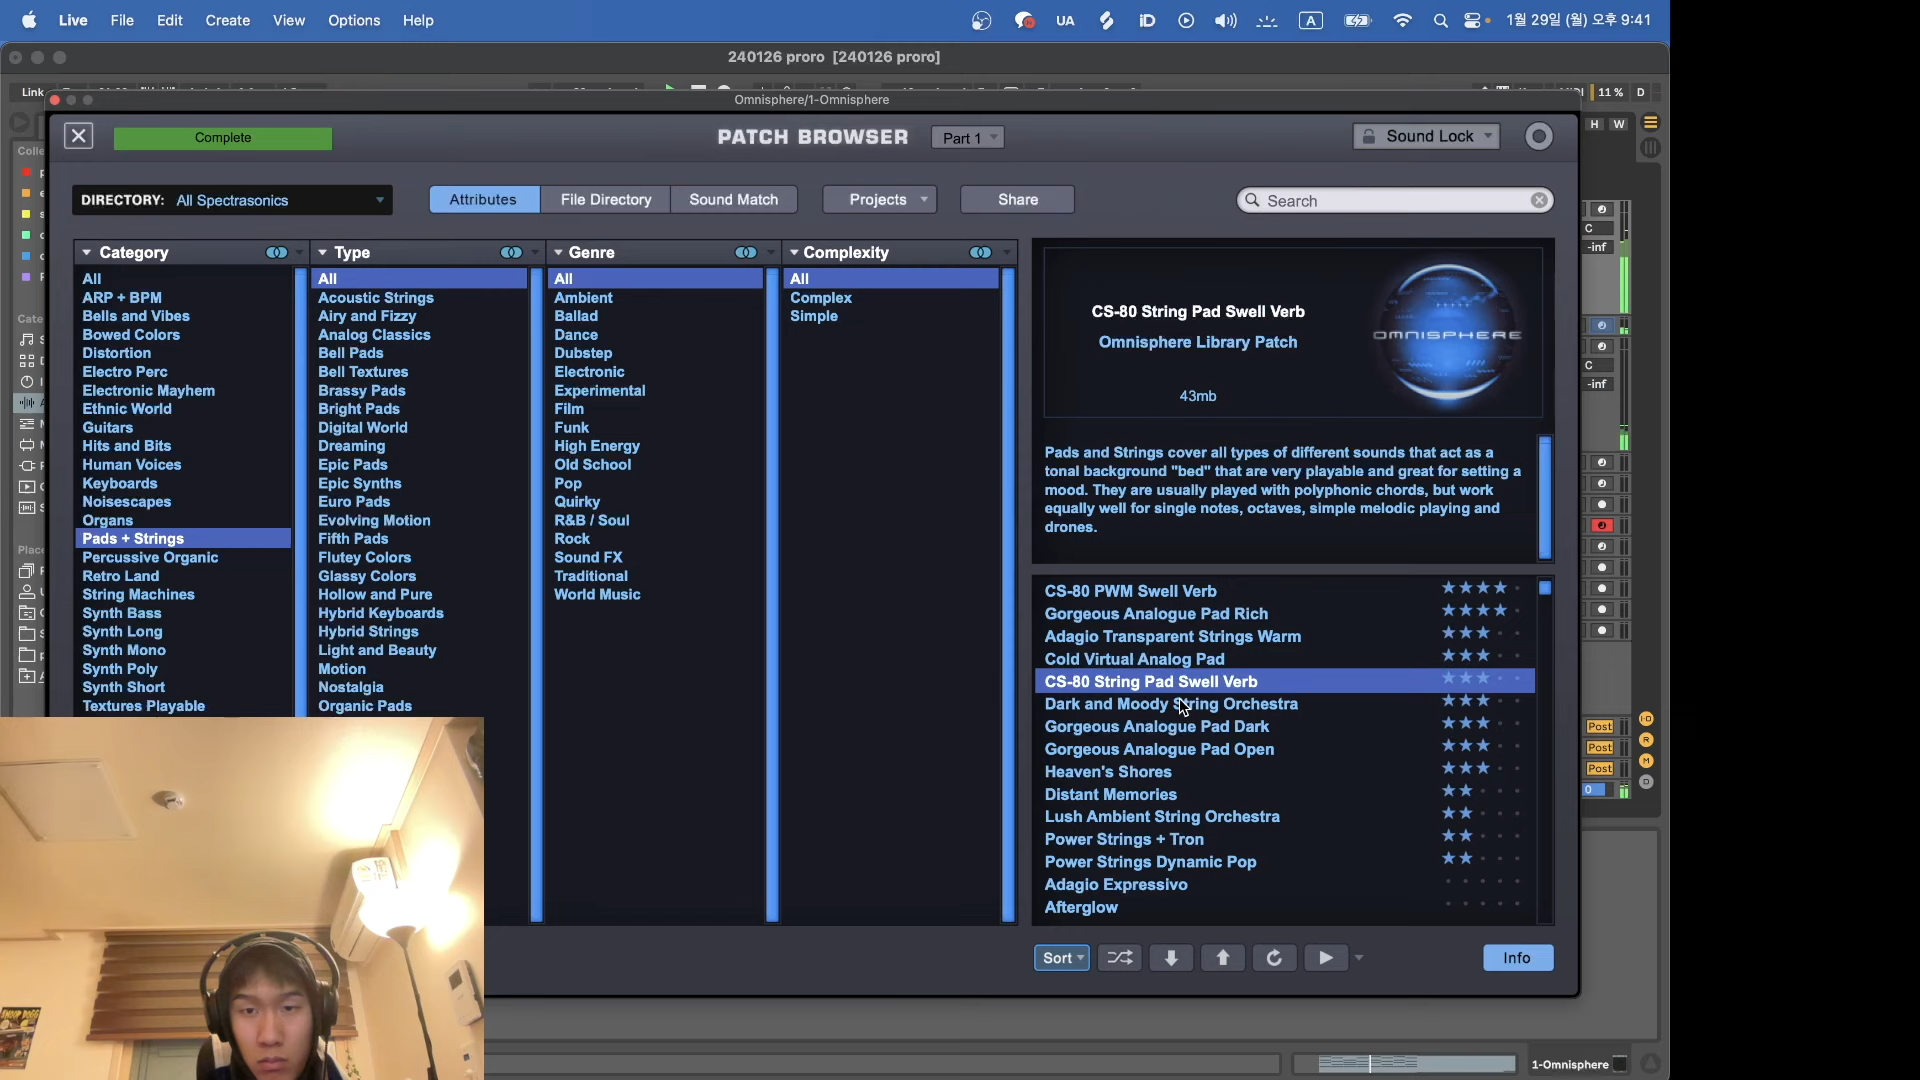 Live File Edit Create View Options Help
UA
iD
A
1월 29일 (월) 오후 9:41
240126 proro [240126 proro]
Link
11 %
D
Omnisphere/1-Omnisphere
Complete
PATCH BROWSER
Part 1
Sound Lock
H W
DIRECTORY: All Spectrasonics
Attributes
File Directory
Sound Match
Projects
Share
Search
Category
All
ARP + BPM
Bells and Vibes
Bowed Colors
Distortion
Electro Perc
Electronic Mayhem
Ethnic World
Guitars
Hits and Bits
Human Voices
Keyboards
Noisescapes
Organs
Pads + Strings
Percussive Organic
Retro Land
String Machines
Synth Bass
Synth Long
Synth Mono
Synth Poly
Synth Short
Textures Playable
Type
All
Acoustic Strings
Airy and Fizzy
Analog Classics
Bell Pads
Bell Textures
Brassy Pads
Bright Pads
Digital World
Dreaming
Epic Pads
Epic Synths
Euro Pads
Evolving Motion
Fifth Pads
Flutey Colors
Glassy Colors
Hollow and Pure
Hybrid Keyboards
Hybrid Strings
Light and Beauty
Motion
Nostalgia
Organic Pads
Genre
All
Ambient
Ballad
Dance
Dubstep
Electronic
Experimental
Film
Funk
High Energy
Old School
Pop
Quirky
R&B / Soul
Rock
Sound FX
Traditional
World Music
Complexity
All
Complex
Simple
CS-80 String Pad Swell Verb
Omnisphere Library Patch
43mb
OMNISPHERE
Pads and Strings cover all types of different sounds that act as a
tonal background "bed" that are very playable and great for setting a
mood. They are usually played with polyphonic chords, but work
equally well for single notes, octaves, simple melodic playing and
drones.
CS-80 PWM Swell Verb
Gorgeous Analogue Pad Rich
Adagio Transparent Strings Warm
Cold Virtual Analog Pad
CS-80 String Pad Swell Verb
Dark and Moody String Orchestra
Gorgeous Analogue Pad Dark
Gorgeous Analogue Pad Open
Heaven's Shores
Distant Memories
Lush Ambient String Orchestra
Power Strings + Tron
Power Strings Dynamic Pop
Adagio Expressivo
Afterglow
Sort
Info
C
-inf
C
-inf
Post
Post
Post
0
I·O
R
M
D
Colle
Cate
Place
SNOOP DOGG
1-Omnisphere